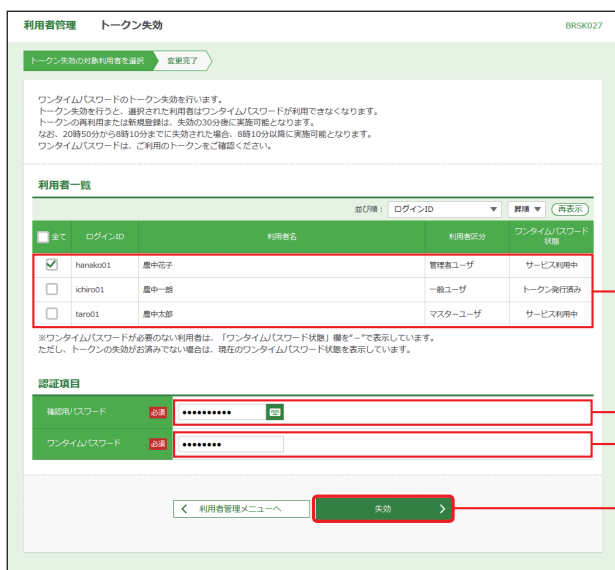 利用者管理 トークン失効 BRSK027
トークン失効の対象利用者を選択 変更完了
ワンタイムパスワードのトークン失効を行います。
トークン失効を行うと、選択された利用者はワンタイムパスワードが利用できなくなります。
トークンの再利用または新規登録は、失効の30分後に実施可能となります。
なお、20時50分から8時10分までに失効された場合、8時10分以降に実施可能となります。
ワンタイムパスワードは、ご利用のトークンをご確認ください。
利用者一覧
並び順： ログインID ▼ 昇順 ▼ 再表示
全て ログインID 利用者名 利用者区分 ワンタイムパスワード
状態
hanako01 農中花子 管理者ユーザ サービス利用中
ichiro01 農中一朗 一般ユーザ トークン発行済み
taro01 農中太郎 マスターユーザ サービス利用中
※ワンタイムパスワードが必要のない利用者は、「ワンタイムパスワード状態」欄を"－"で表示しています。
ただし、トークンの失効がお済みでない場合は、現在のワンタイムパスワード状態を表示しています。
認証項目
確認用パスワード 必須 ●●●●●●●●●●
ワンタイムパスワード 必須 ●●●●●●●●
利用者管理メニューへ 失効